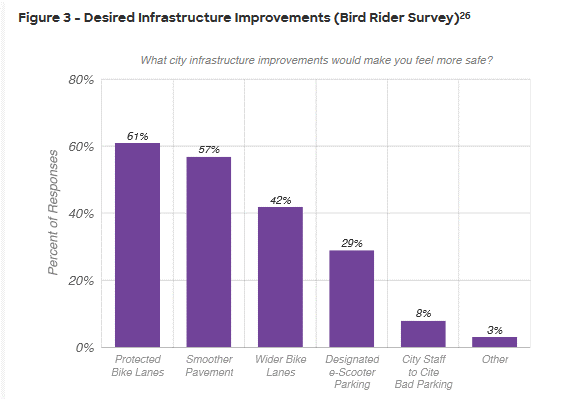 Figure 3 - Desired Infrastructure Improvements (Bird Rider Survey)26
What city infrastructure improvements would make you feel more safe?
80%
60%
40%
20%
0%
Percent of Responses
61%
57%
42%
29%
8%
3%
Protected
Bike Lanes
Smoother
Pavement
Wider Bike
Lanes
Designated
e-Scooter
Parking
City Staff
to Cite
Bad Parking
Other